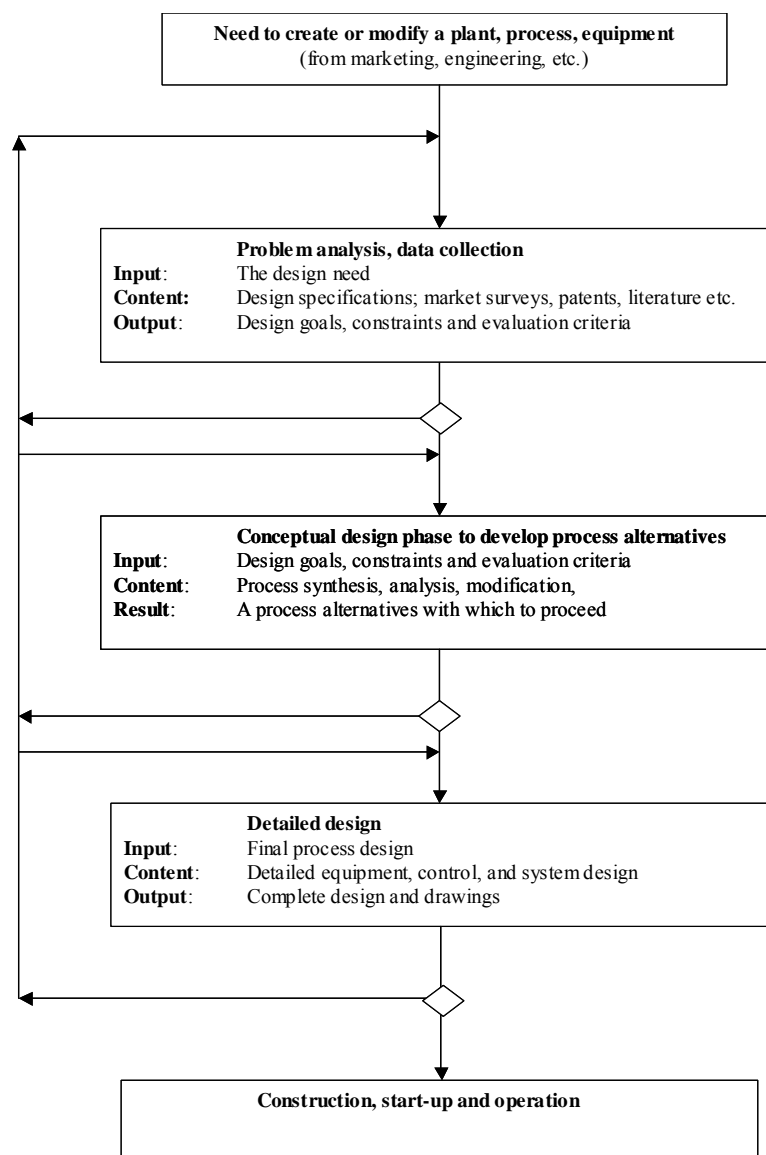 Need to create or modify a plant, process, equipment
(from marketing, engineering, etc.)
Problem analysis, data collection
Input: The design need
Content: Design specifications; market surveys, patents, literature etc.
Output: Design goals, constraints and evaluation criteria
Conceptual design phase to develop process alternatives
Input: Design goals, constraints and evaluation criteria
Content: Process synthesis, analysis, modification,
Result: A process alternatives with which to proceed
Detailed design
Input: Final process design
Content: Detailed equipment, control, and system design
Output: Complete design and drawings
Construction, start-up and operation